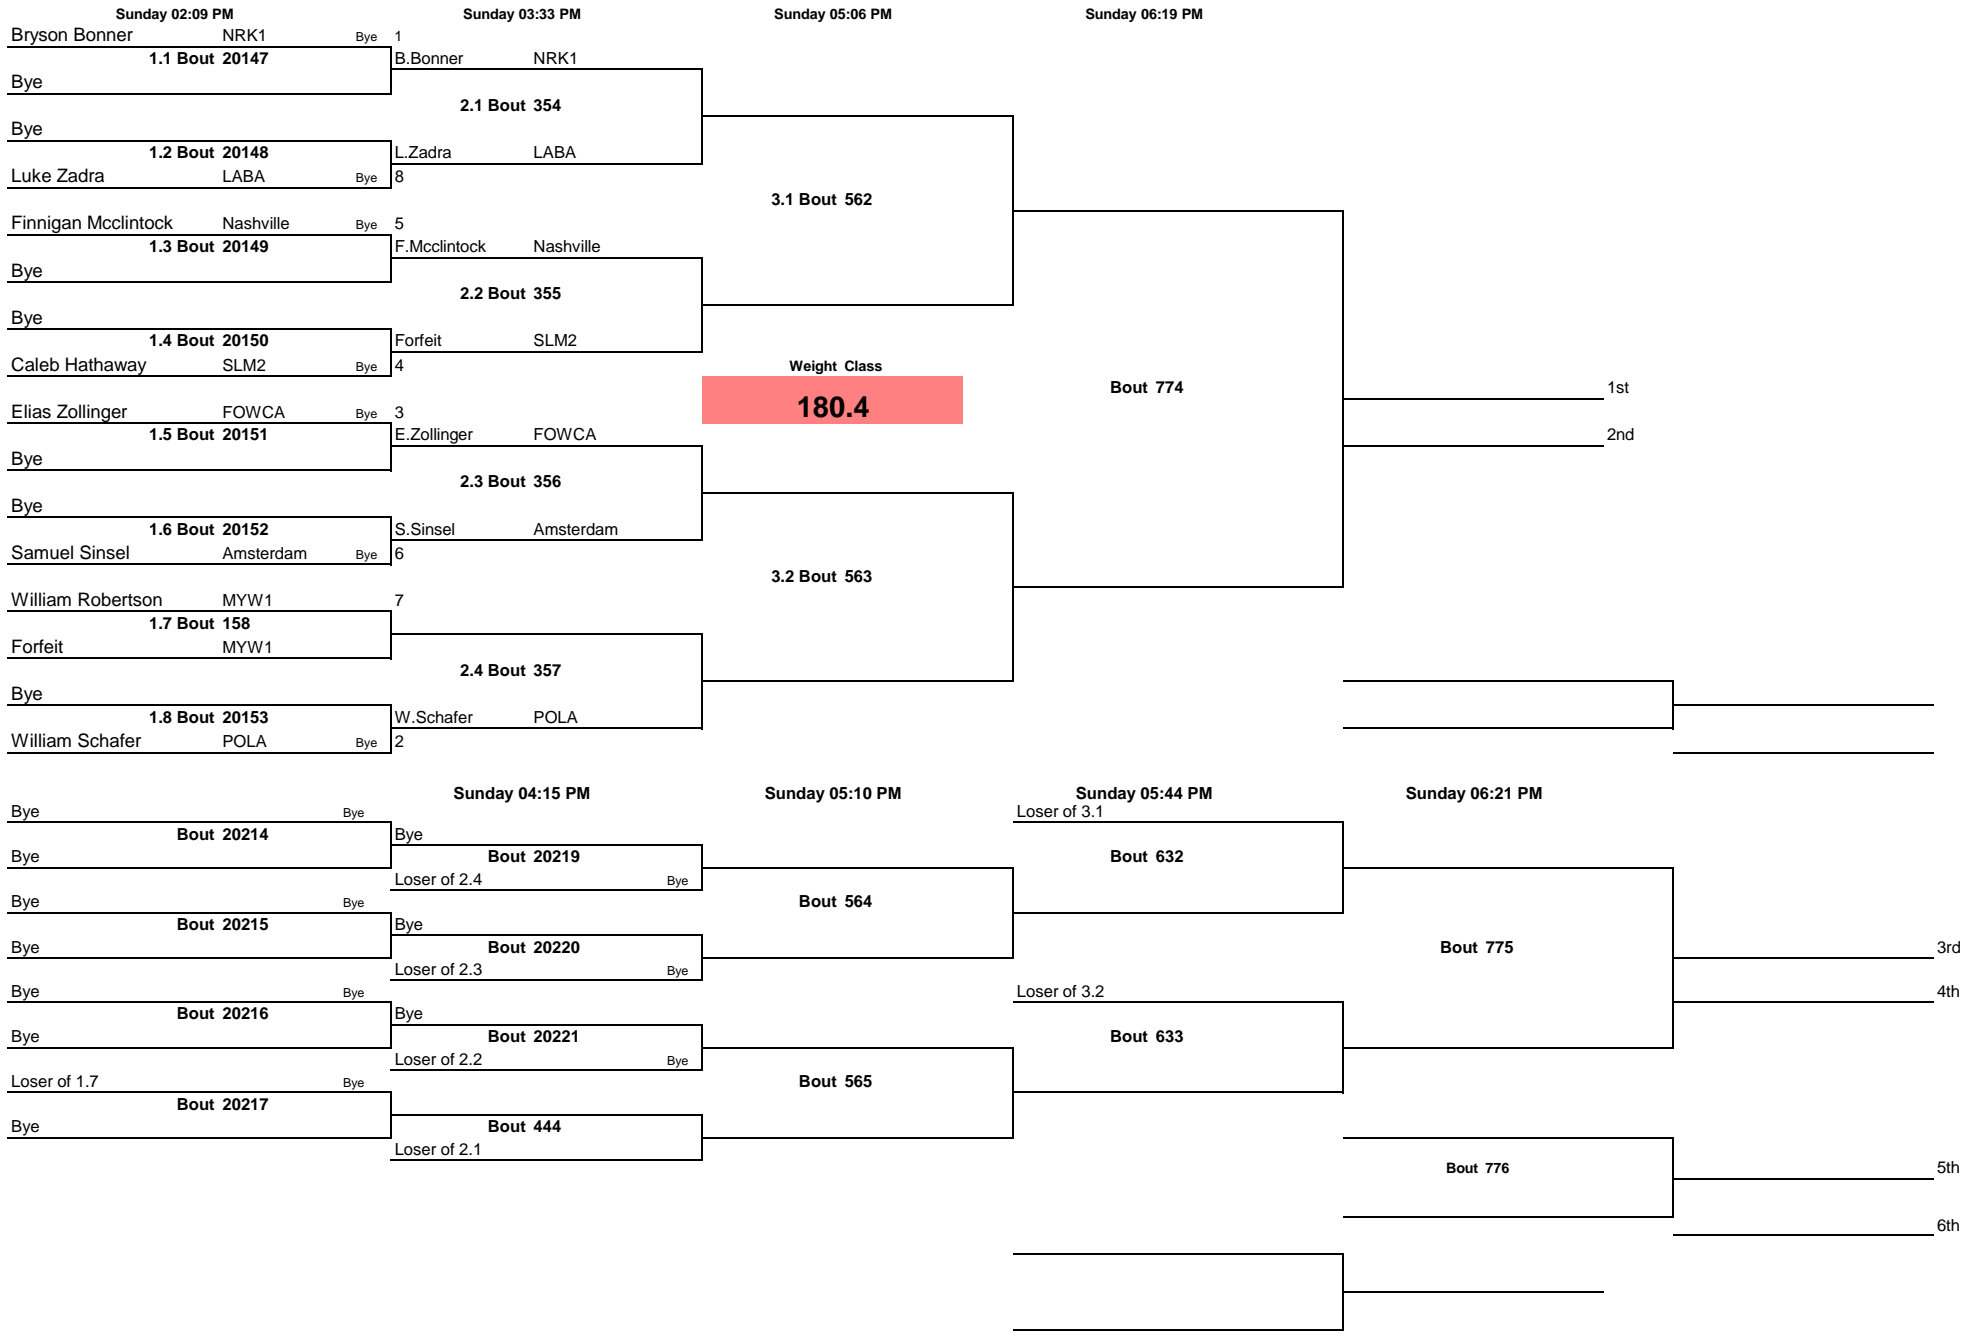 Sunday 02:09 PM Sunday 03:33 PM Sunday 05:06 PM Sunday 06:19 PM
Bryson Bonner NRK1 Bye 1
1.1 Bout 20147 B.Bonner NRK1
Bye
2.1 Bout 354
Bye
1.2 Bout 20148 L.Zadra LABA
Luke Zadra LABA Bye 8
3.1 Bout 562
Finnigan Mcclintock Nashville Bye 5
1.3 Bout 20149 F.Mcclintock Nashville
Bye
2.2 Bout 355
Bye
1.4 Bout 20150 Forfeit SLM2
Caleb Hathaway SLM2 Bye 4 Weight Class
Bout 774 1st
Elias Zollinger FOWCA Bye 3 180.4
1.5 Bout 20151 E.Zollinger FOWCA 2nd
Bye
2.3 Bout 356
Bye
1.6 Bout 20152 S.Sinsel Amsterdam
Samuel Sinsel Amsterdam Bye 6
3.2 Bout 563
William Robertson MYW1 7
1.7 Bout 158
Forfeit MYW1
2.4 Bout 357
Bye
1.8 Bout 20153 W.Schafer POLA
William Schafer POLA Bye 2
Sunday 04:15 PM Sunday 05:10 PM Sunday 05:44 PM Sunday 06:21 PM
Bye Bye Loser of 3.1
Bout 20214 Bye
Bye Bout 20219 Bout 632
Loser of 2.4 Bye
Bye Bye Bout 564
Bout 20215 Bye
Bye Bout 20220 Bout 775 3rd
Loser of 2.3 Bye
Bye Bye Loser of 3.2 4th
Bout 20216 Bye
Bye Bout 20221 Bout 633
Loser of 2.2 Bye
Loser of 1.7 Bye Bout 565
Bout 20217
Bye Bout 444
Loser of 2.1
Bout 776 5th
6th